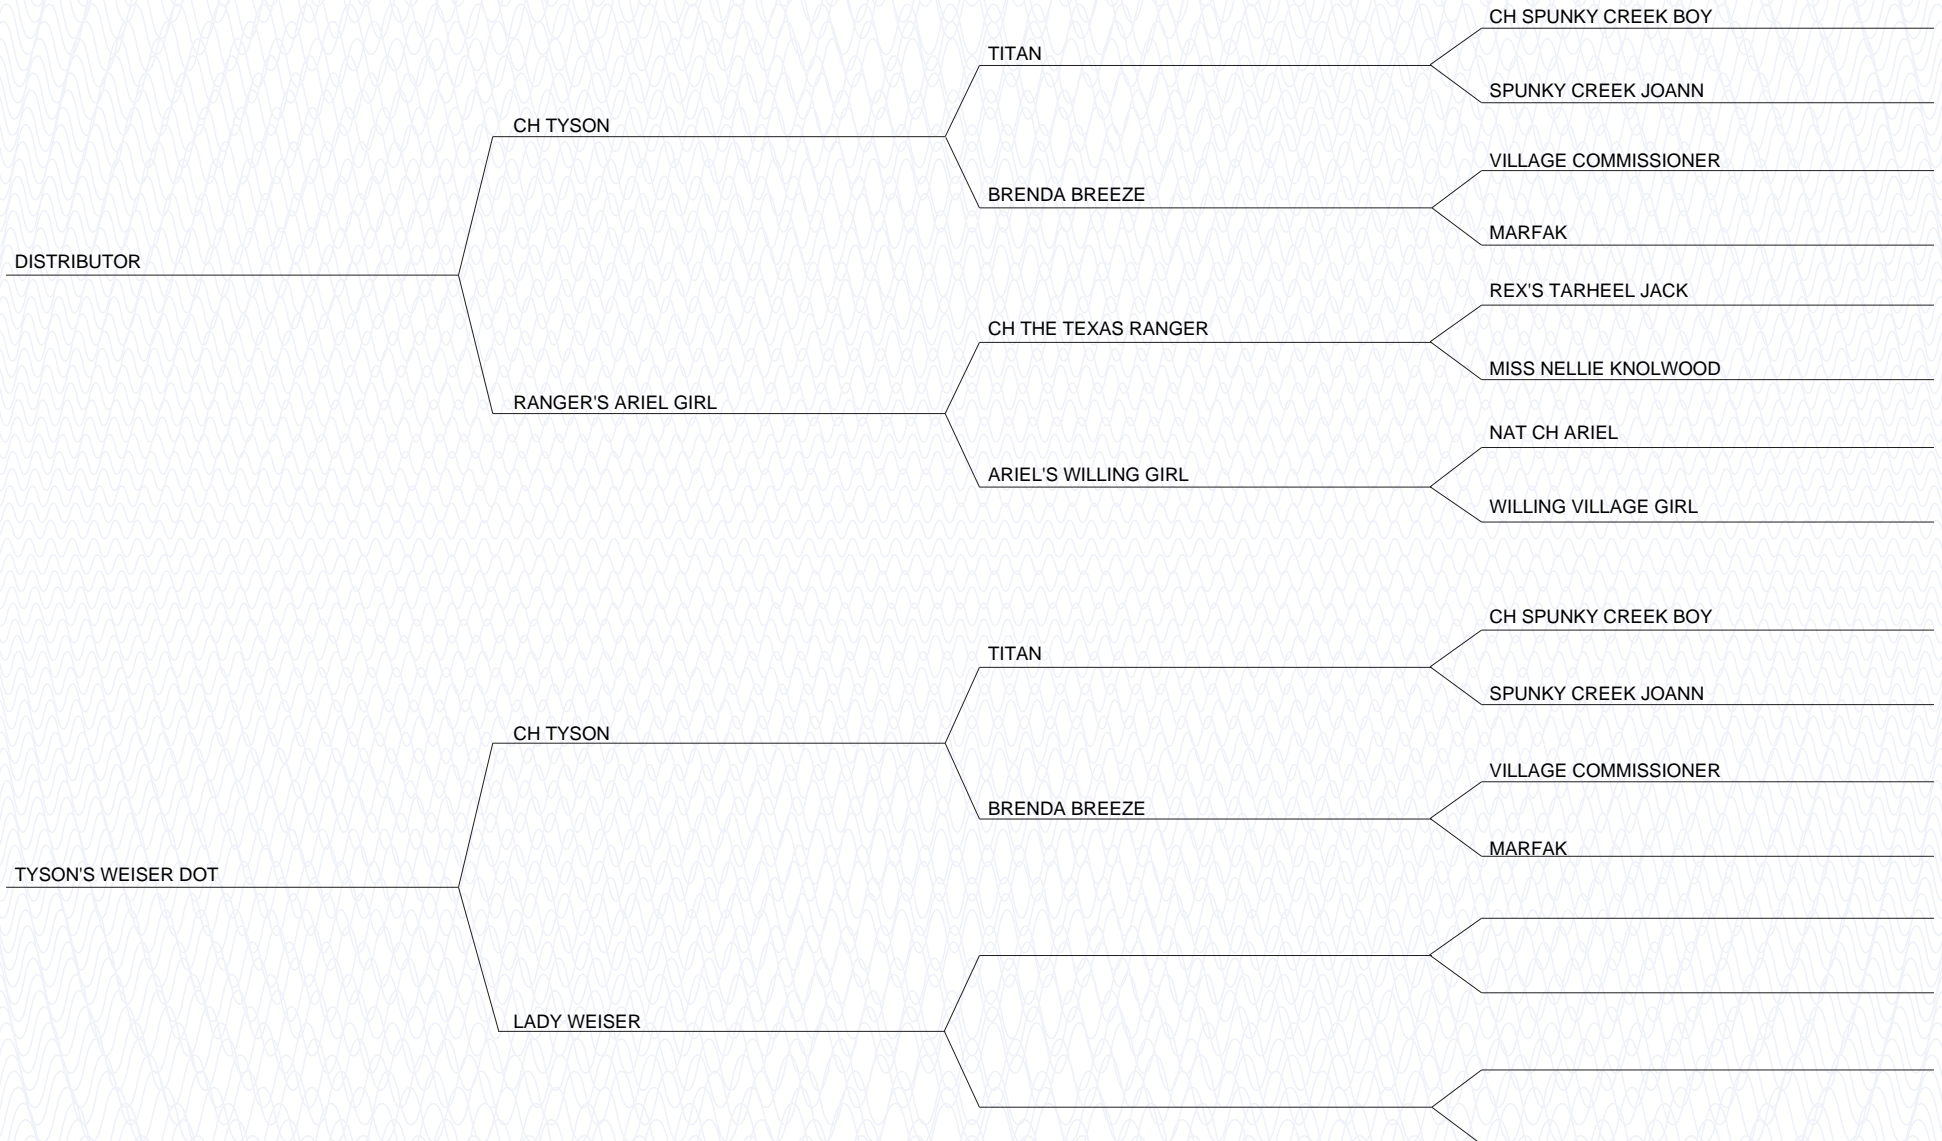 CH SPUNKY CREEK BOY
TITAN
SPUNKY CREEK JOANN
CH TYSON
VILLAGE COMMISSIONER
BRENDA BREEZE
MARFAK
DISTRIBUTOR
REX'S TARHEEL JACK
CH THE TEXAS RANGER
MISS NELLIE KNOLWOOD
RANGER'S ARIEL GIRL
NAT CH ARIEL
ARIEL'S WILLING GIRL
WILLING VILLAGE GIRL
CH SPUNKY CREEK BOY
TITAN
SPUNKY CREEK JOANN
CH TYSON
VILLAGE COMMISSIONER
BRENDA BREEZE
MARFAK
TYSON'S WEISER DOT
LADY WEISER